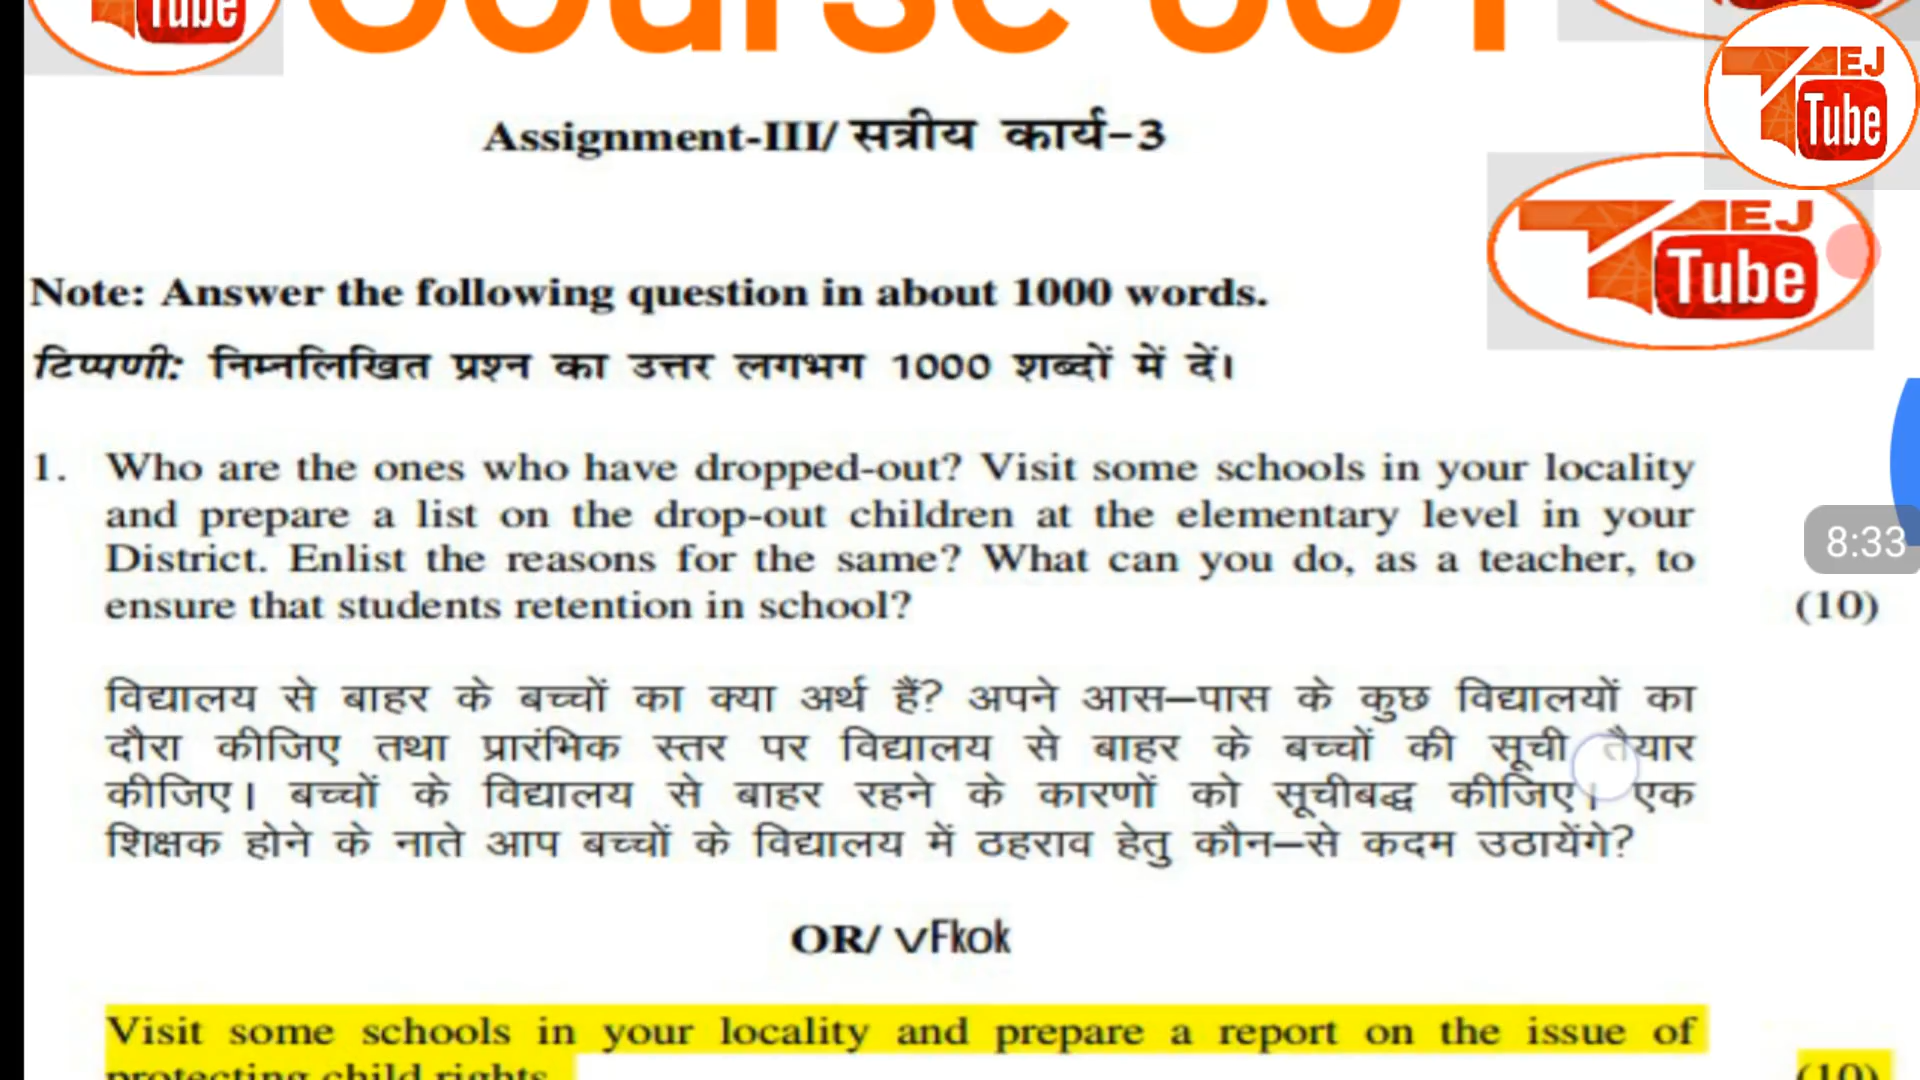 Tube
Course 501
EJ
Tube
Assignment-III/ सत्रीय कार्य-3
EJ
Tube
Note: Answer the following question in about 1000 words.
टिप्पणी: निम्नलिखित प्रश्न का उत्तर लगभग 1000 शब्दों में दें।
1. Who are the ones who have dropped-out? Visit some schools in your locality
and prepare a list on the drop-out children at the elementary level in your
District. Enlist the reasons for the same? What can you do, as a teacher, to
8:33
ensure that students retention in school? (10)
विद्यालय से बाहर के बच्चों का क्या अर्थ हैं? अपने आस-पास के कुछ विद्यालयों का
दौरा कीजिए तथा प्रारंभिक स्तर पर विद्यालय से बाहर के बच्चों की सूची तैयार
कीजिए। बच्चों के विद्यालय से बाहर रहने के कारणों को सूचीबद्ध कीजिए। एक
शिक्षक होने के नाते आप बच्चों के विद्यालय में ठहराव हेतु कौन-से कदम उठायेंगे?
OR/ vFkok
Visit some schools in your locality and prepare a report on the issue of
protecting child rights. (10)